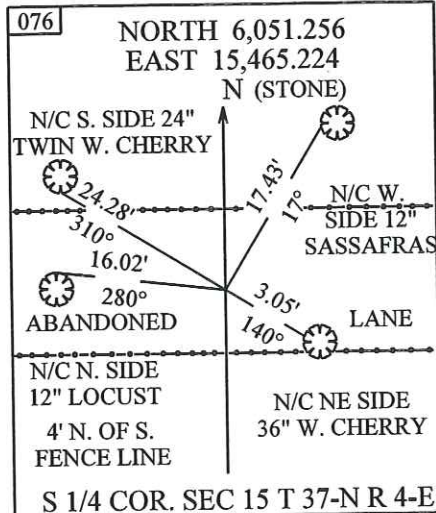 076
NORTH 6,051.256
EAST 15,465.224
N (STONE)
N/C S. SIDE 24"
TWIN W. CHERRY
24.28'
310°
17.43'
17°
N/C W.
SIDE 12"
SASSAFRAS
16.02'
280°
ABANDONED
3.05'
140°
LANE
N/C N. SIDE
12" LOCUST
4' N. OF S.
FENCE LINE
N/C NE SIDE
36" W. CHERRY
S 1/4 COR. SEC 15 T 37-N R 4-E